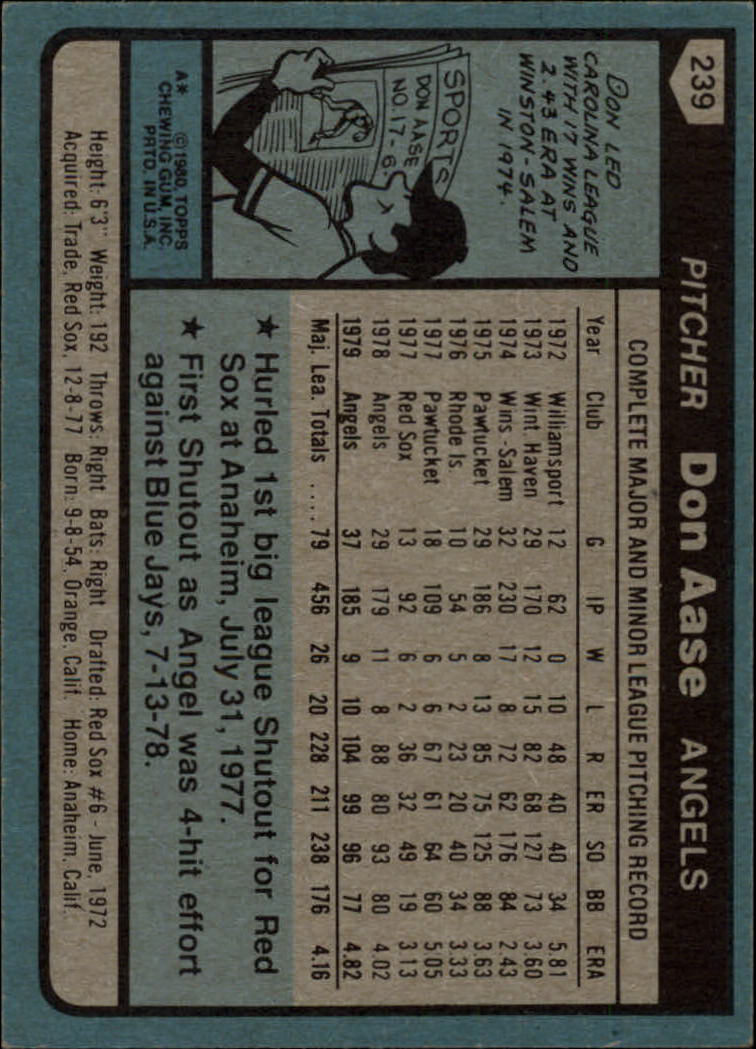 239
PITCHER Don Aase ANGELS
DON LED
CAROLINA LEAGUE
WITH 17 WINS AND
2.43 ERA AT
WINSTON-SALEM
IN 1974.
SPORTS
DON AASE
NO. 17-6
A* ©1980, TOPPS
CHEWING GUM, INC.
PRTD. IN U.S.A.
COMPLETE MAJOR AND MINOR LEAGUE PITCHING RECORD
Year Club G IP W L R ER SO BB ERA
1972 Williamsport 12 62 0 10 48 40 40 34 5.81
1973 Wint. Haven 29 170 12 15 82 68 127 73 3.60
1974 Wins-Salem 32 230 17 8 72 62 176 84 2.43
1975 Pawtucket 29 186 8 13 85 75 125 88 3.63
1976 Rhode Is. 10 54 5 2 23 20 40 34 3.33
1977 Pawtucket 18 109 6 6 67 61 64 60 5.05
1977 Red Sox 13 92 6 2 36 32 49 19 3.13
1978 Angels 29 179 11 8 88 80 93 80 4.02
1979 Angels 37 185 9 10 104 99 96 77 4.82
Maj. Lea. Totals ..... 79 456 26 20 228 211 238 176 4.16
★ Hurled 1st big league Shutout for Red
Sox at Anaheim, July 31, 1977.
★ First Shutout as Angel was 4-hit effort
against Blue Jays, 7-13-78.
Height: 6'3" Weight: 192 Throws: Right Bats: Right Drafted: Red Sox #6 - June, 1972
Acquired: Trade, Red Sox, 12-8-77 Born: 9-8-54, Orange, Calif. Home: Anaheim, Calif.